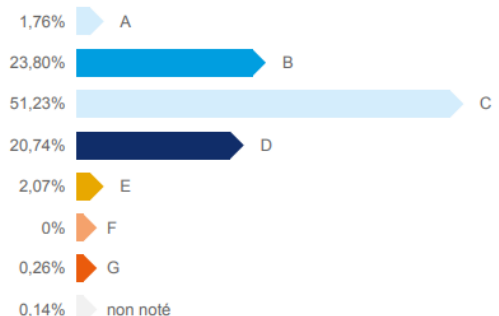 1,76% A
23,80% B
51,23% C
20,74% D
2,07% E
0% F
0,26% G
0,14% non noté